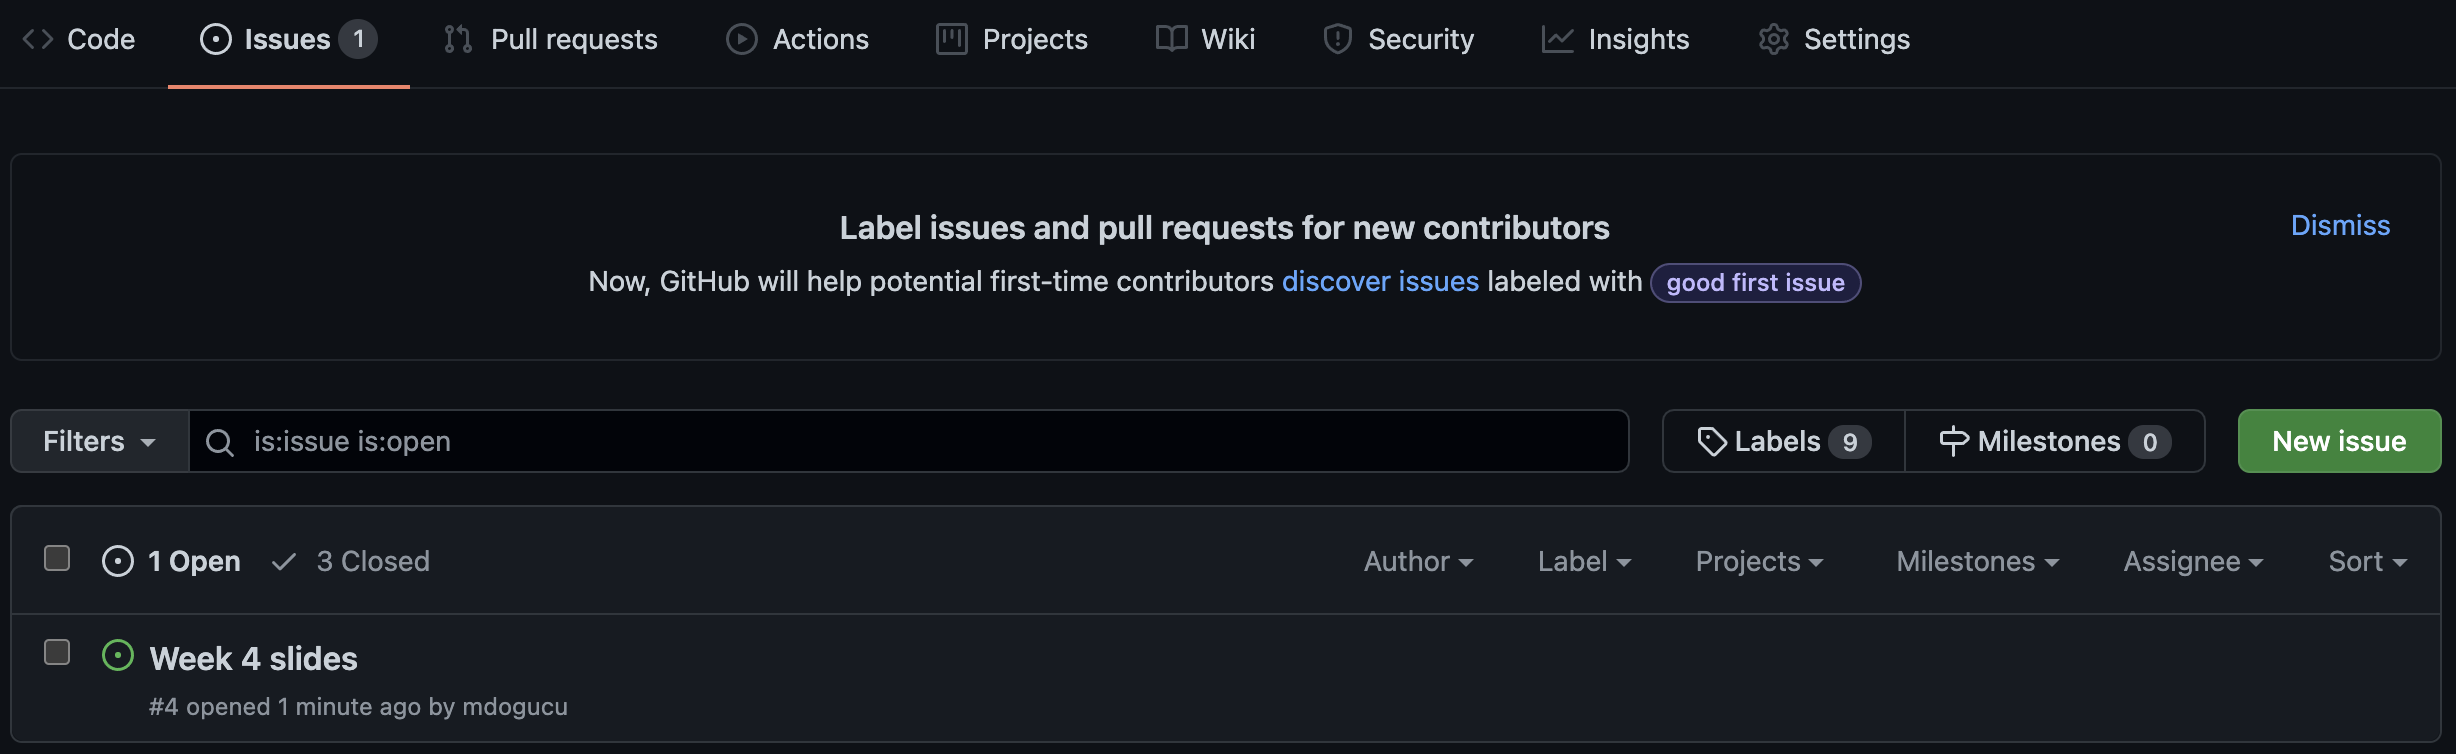 Code Issues 1 Pull requests Actions Projects Wiki Security Insights Settings
Label issues and pull requests for new contributors
Dismiss
Now, GitHub will help potential first-time contributors discover issues labeled with good first issue
Filters is:issue is:open Labels 9 Milestones 0 New issue
1 Open 3 Closed Author Label Projects Milestones Assignee Sort
Week 4 slides
#4 opened 1 minute ago by mdogucu